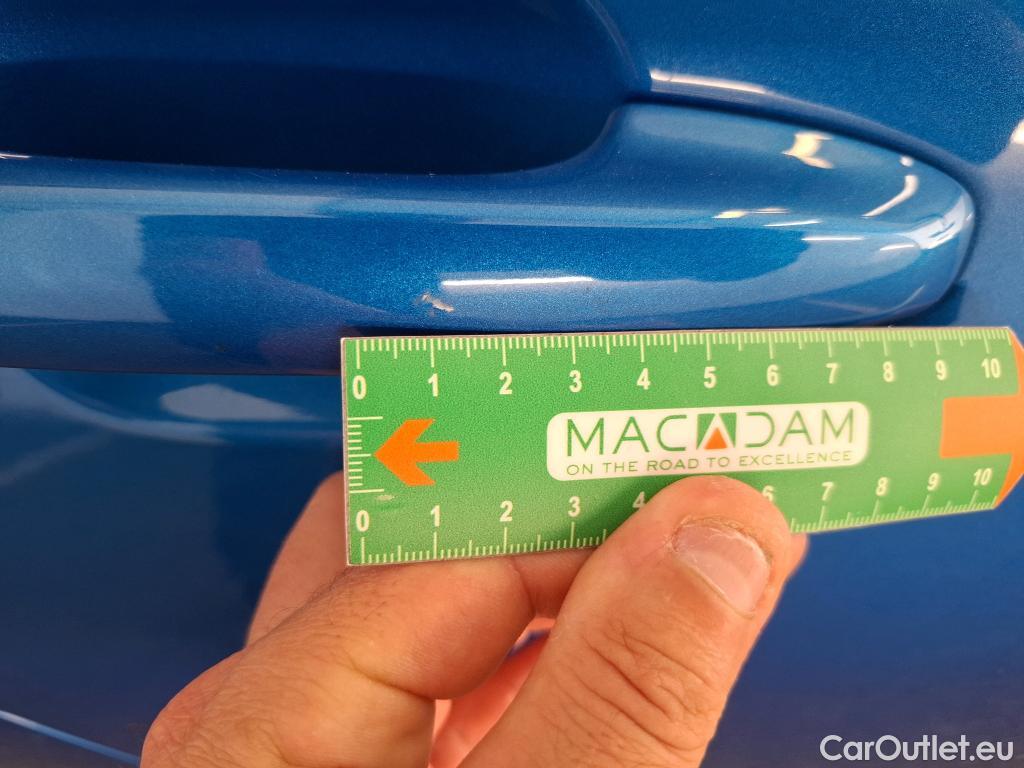 0 1 2 3 4 5 6 7 8 9 10
MACADAM
ON THE ROAD TO EXCELLENCE
0 1 2 3 4 6 7 8 9 10
CarOutlet.eu